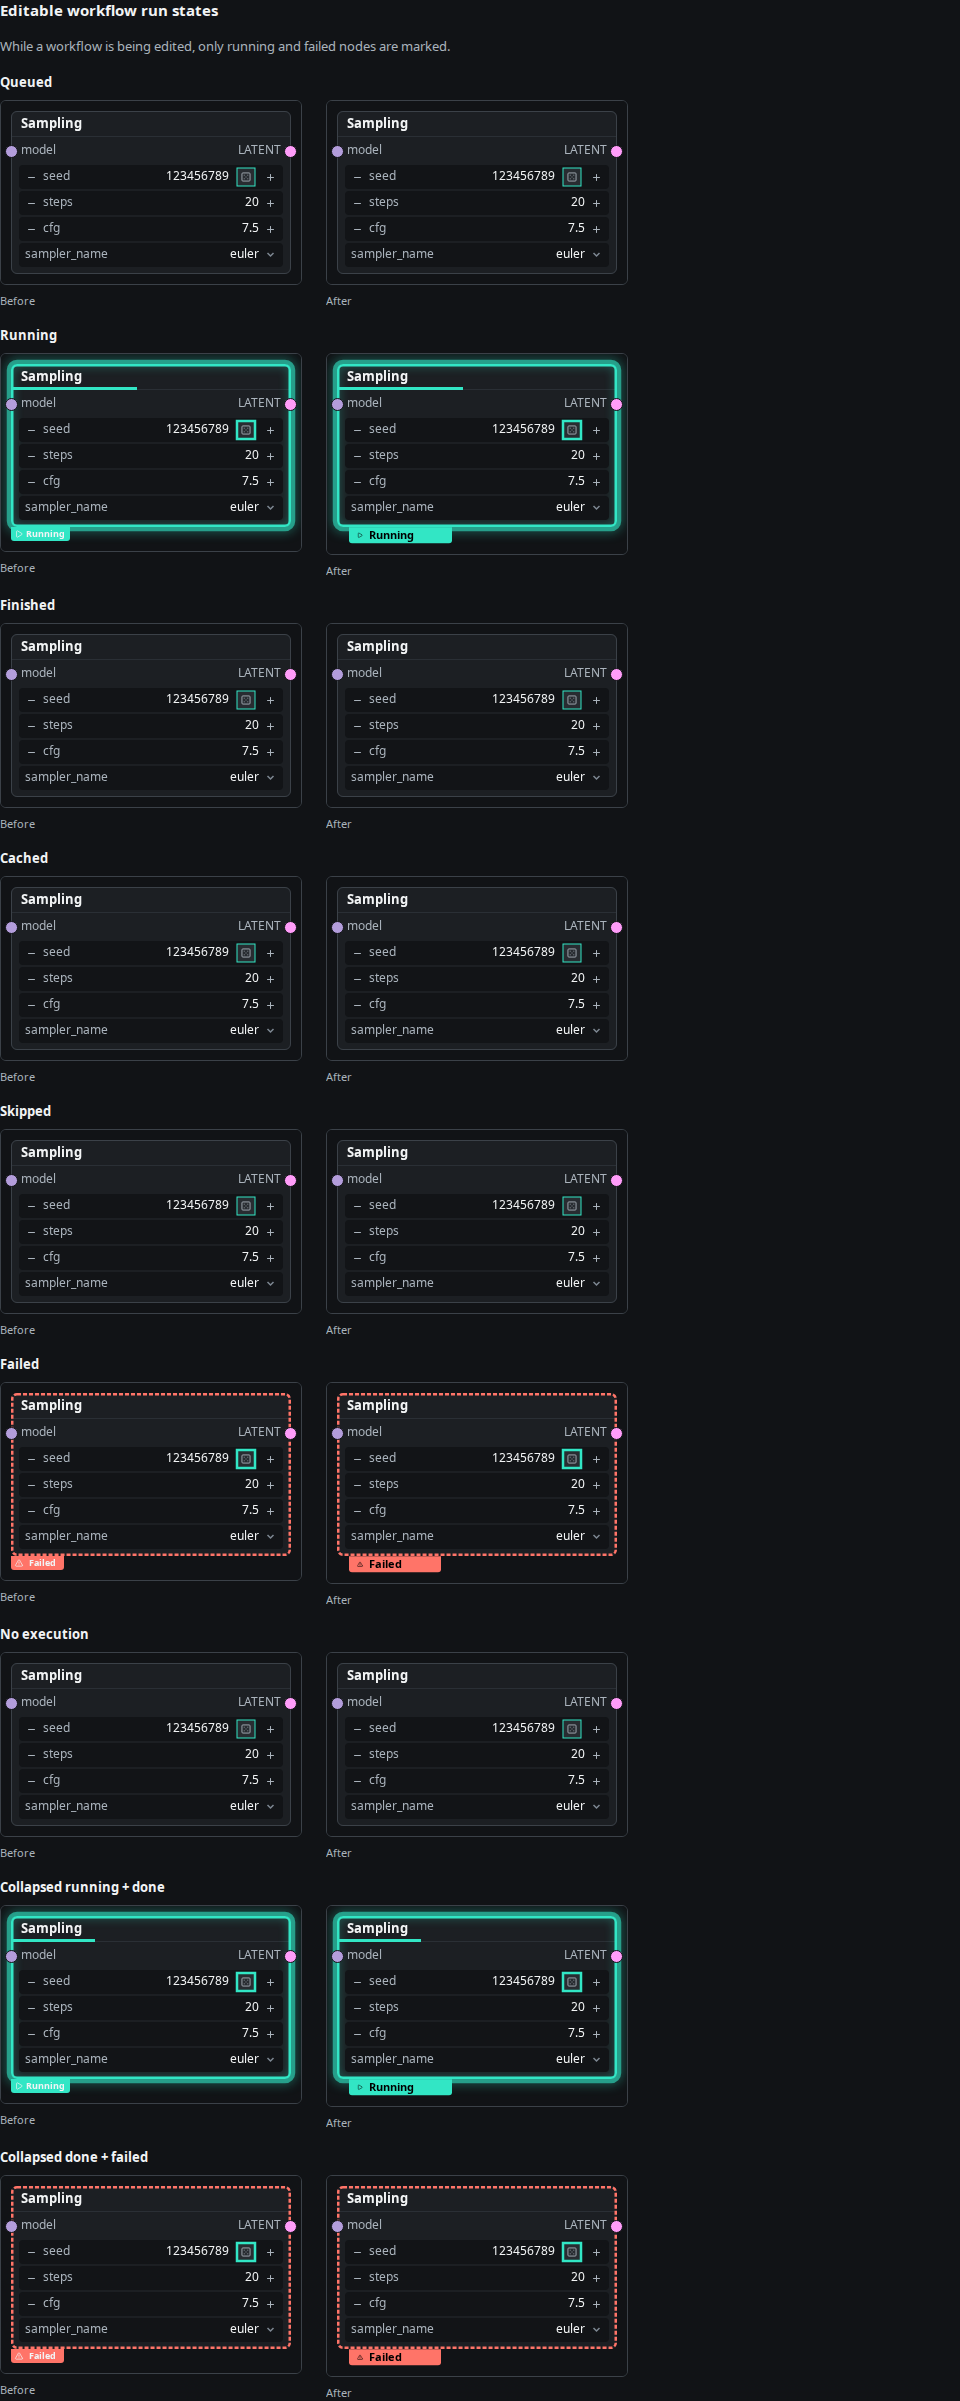 Editable workflow run states
While a workflow is being edited, only running and failed nodes are marked.
Queued
Sampling
model LATENT
– seed 123456789 +
– steps 20 +
– cfg 7.5 +
sampler_name euler
Before
Sampling
model LATENT
– seed 123456789 +
– steps 20 +
– cfg 7.5 +
sampler_name euler
After
Running
Sampling
model LATENT
– seed 123456789 +
– steps 20 +
– cfg 7.5 +
sampler_name euler
Running
Before
Sampling
model LATENT
– seed 123456789 +
– steps 20 +
– cfg 7.5 +
sampler_name euler
Running
After
Finished
Sampling
model LATENT
– seed 123456789 +
– steps 20 +
– cfg 7.5 +
sampler_name euler
Before
Sampling
model LATENT
– seed 123456789 +
– steps 20 +
– cfg 7.5 +
sampler_name euler
After
Cached
Sampling
model LATENT
– seed 123456789 +
– steps 20 +
– cfg 7.5 +
sampler_name euler
Before
Sampling
model LATENT
– seed 123456789 +
– steps 20 +
– cfg 7.5 +
sampler_name euler
After
Skipped
Sampling
model LATENT
– seed 123456789 +
– steps 20 +
– cfg 7.5 +
sampler_name euler
Before
Sampling
model LATENT
– seed 123456789 +
– steps 20 +
– cfg 7.5 +
sampler_name euler
After
Failed
Sampling
model LATENT
– seed 123456789 +
– steps 20 +
– cfg 7.5 +
sampler_name euler
Failed
Before
Sampling
model LATENT
– seed 123456789 +
– steps 20 +
– cfg 7.5 +
sampler_name euler
Failed
After
No execution
Sampling
model LATENT
– seed 123456789 +
– steps 20 +
– cfg 7.5 +
sampler_name euler
Before
Sampling
model LATENT
– seed 123456789 +
– steps 20 +
– cfg 7.5 +
sampler_name euler
After
Collapsed running + done
Sampling
model LATENT
– seed 123456789 +
– steps 20 +
– cfg 7.5 +
sampler_name euler
Running
Before
Sampling
model LATENT
– seed 123456789 +
– steps 20 +
– cfg 7.5 +
sampler_name euler
Running
After
Collapsed done + failed
Sampling
model LATENT
– seed 123456789 +
– steps 20 +
– cfg 7.5 +
sampler_name euler
Failed
Before
Sampling
model LATENT
– seed 123456789 +
– steps 20 +
– cfg 7.5 +
sampler_name euler
Failed
After